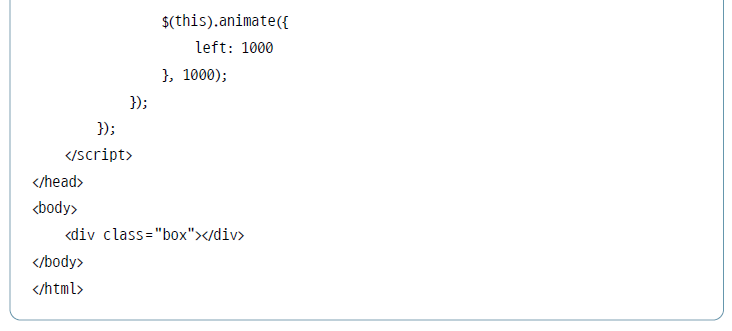 $(this).animate({
left: 1000
}, 1000);
});
});
</script>
</head>
<body>
<div class="box"></div>
</body>
</html>